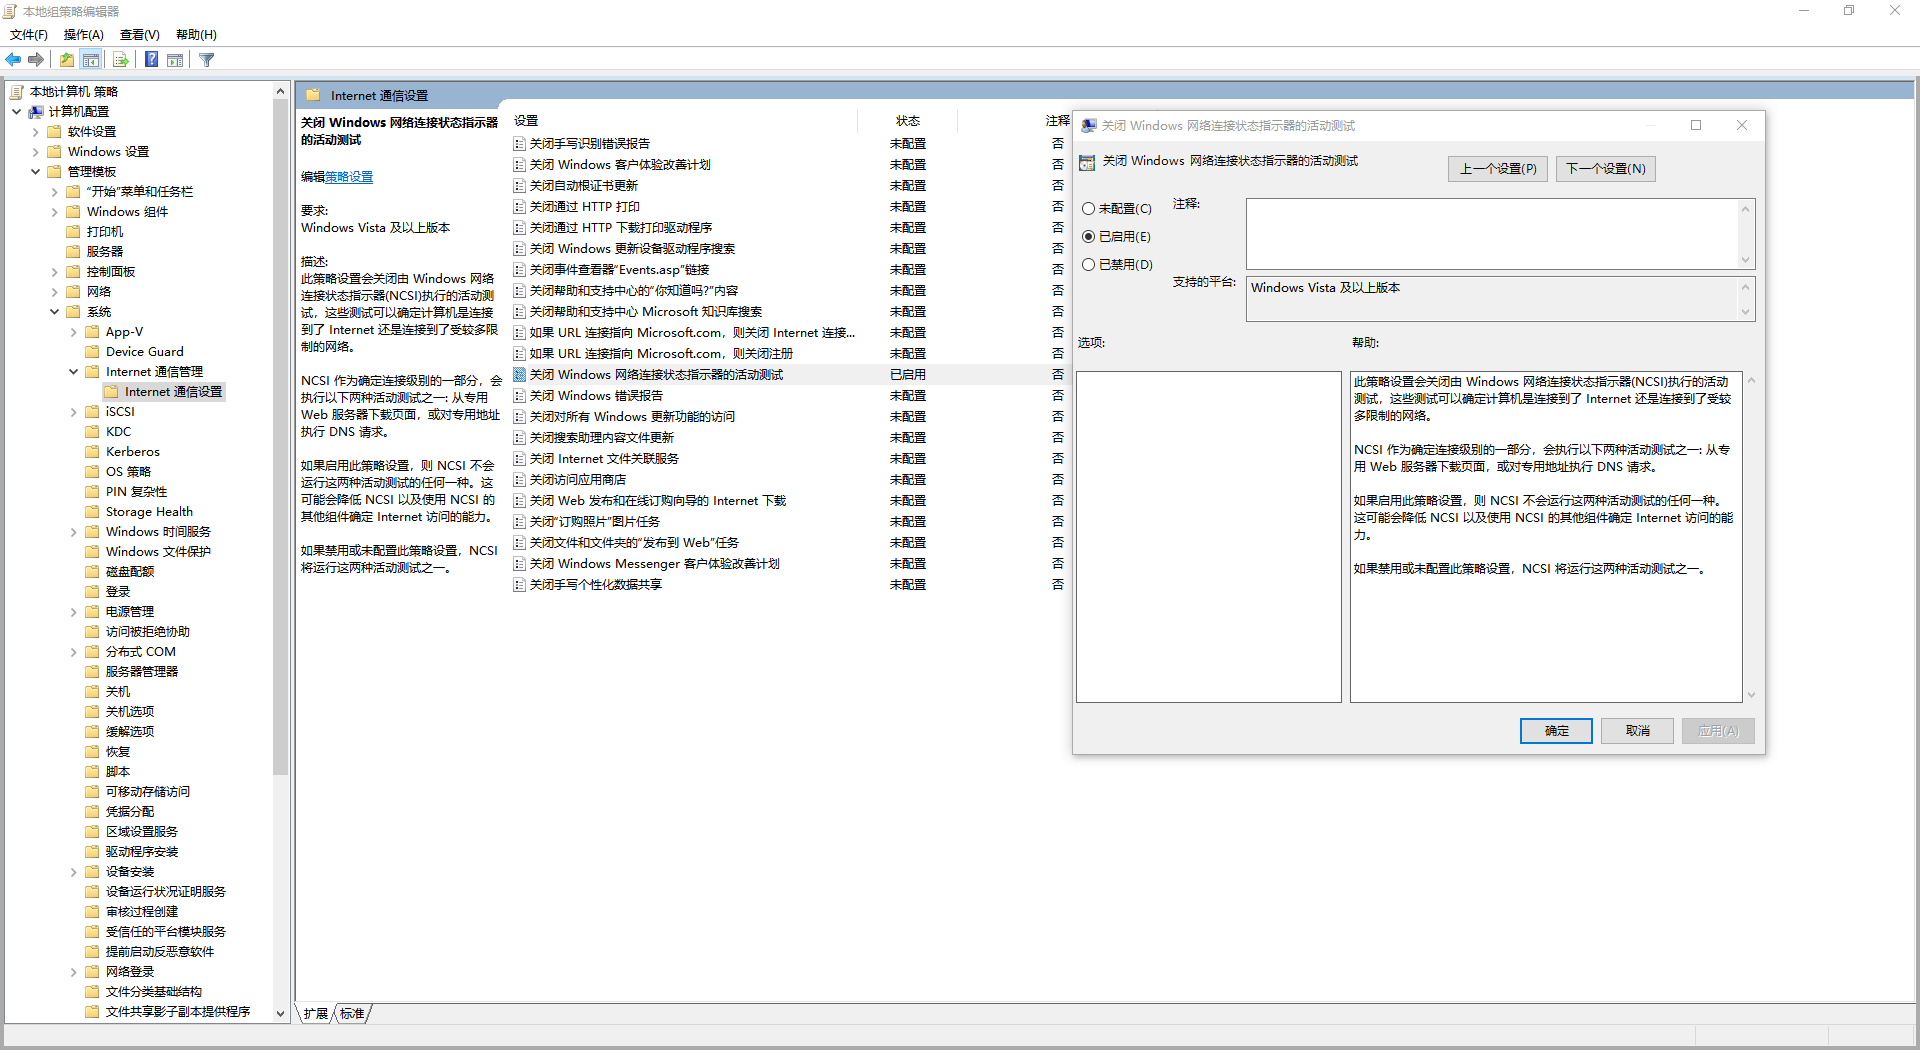 本地组策略编辑器
文件(F) 操作(A) 查看(V) 帮助(H)
本地计算机 策略
计算机配置
软件设置
Windows 设置
管理模板
“开始”菜单和任务栏
Windows 组件
打印机
服务器
控制面板
网络
系统
App-V
Device Guard
Internet 通信管理
Internet 通信设置
iSCSI
KDC
Kerberos
OS 策略
PIN 复杂性
Storage Health
Windows 时间服务
Windows 文件保护
磁盘配额
登录
电源管理
访问被拒绝协助
分布式 COM
服务器管理器
关机
关机选项
缓解选项
恢复
脚本
可移动存储访问
凭据分配
区域设置服务
驱动程序安装
设备安装
设备运行状况证明服务
审核过程创建
受信任的平台模块服务
提前启动反恶意软件
网络登录
文件分类基础结构
文件共享影子副本提供程序
Internet 通信设置
关闭 Windows 网络连接状态指示器
的活动测试
编辑策略设置
要求:
Windows Vista 及以上版本
描述:
此策略设置会关闭由 Windows 网络
连接状态指示器(NCSI)执行的活动测
试，这些测试可以确定计算机是连接
到了 Internet 还是连接到了受较多限
制的网络。
NCSI 作为确定连接级别的一部分，会
执行以下两种活动测试之一: 从专用
Web 服务器下载页面，或对专用地址
执行 DNS 请求。
如果启用此策略设置，则 NCSI 不会
运行这两种活动测试的任何一种。这
可能会降低 NCSI 以及使用 NCSI 的
其他组件确定 Internet 访问的能力。
如果禁用或未配置此策略设置，NCSI
将运行这两种活动测试之一。
设置 状态 注释
关闭手写识别错误报告 未配置 否
关闭 Windows 客户体验改善计划 未配置 否
关闭自动根证书更新 未配置 否
关闭通过 HTTP 打印 未配置 否
关闭通过 HTTP 下载打印驱动程序 未配置 否
关闭 Windows 更新设备驱动程序搜索 未配置 否
关闭事件查看器“Events.asp”链接 未配置 否
关闭帮助和支持中心的“你知道吗?”内容 未配置 否
关闭帮助和支持中心 Microsoft 知识库搜索 未配置 否
如果 URL 连接指向 Microsoft.com，则关闭 Internet 连接... 未配置 否
如果 URL 连接指向 Microsoft.com，则关闭注册 未配置 否
关闭 Windows 网络连接状态指示器的活动测试 已启用 否
关闭 Windows 错误报告 未配置 否
关闭对所有 Windows 更新功能的访问 未配置 否
关闭搜索助理内容文件更新 未配置 否
关闭 Internet 文件关联服务 未配置 否
关闭访问应用商店 未配置 否
关闭 Web 发布和在线订购向导的 Internet 下载 未配置 否
关闭“订购照片”图片任务 未配置 否
关闭文件和文件夹的“发布到 Web”任务 未配置 否
关闭 Windows Messenger 客户体验改善计划 未配置 否
关闭手写个性化数据共享 未配置 否
扩展 标准
关闭 Windows 网络连接状态指示器的活动测试
关闭 Windows 网络连接状态指示器的活动测试
上一个设置(P) 下一个设置(N)
未配置(C) 注释:
已启用(E)
已禁用(D)
支持的平台: Windows Vista 及以上版本
选项: 帮助:
此策略设置会关闭由 Windows 网络连接状态指示器(NCSI)执行的活动
测试，这些测试可以确定计算机是连接到了 Internet 还是连接到了受较
多限制的网络。
NCSI 作为确定连接级别的一部分，会执行以下两种活动测试之一: 从专
用 Web 服务器下载页面，或对专用地址执行 DNS 请求。
如果启用此策略设置，则 NCSI 不会运行这两种活动测试的任何一种。
这可能会降低 NCSI 以及使用 NCSI 的其他组件确定 Internet 访问的能
力。
如果禁用或未配置此策略设置，NCSI 将运行这两种活动测试之一。
确定 取消 应用(A)